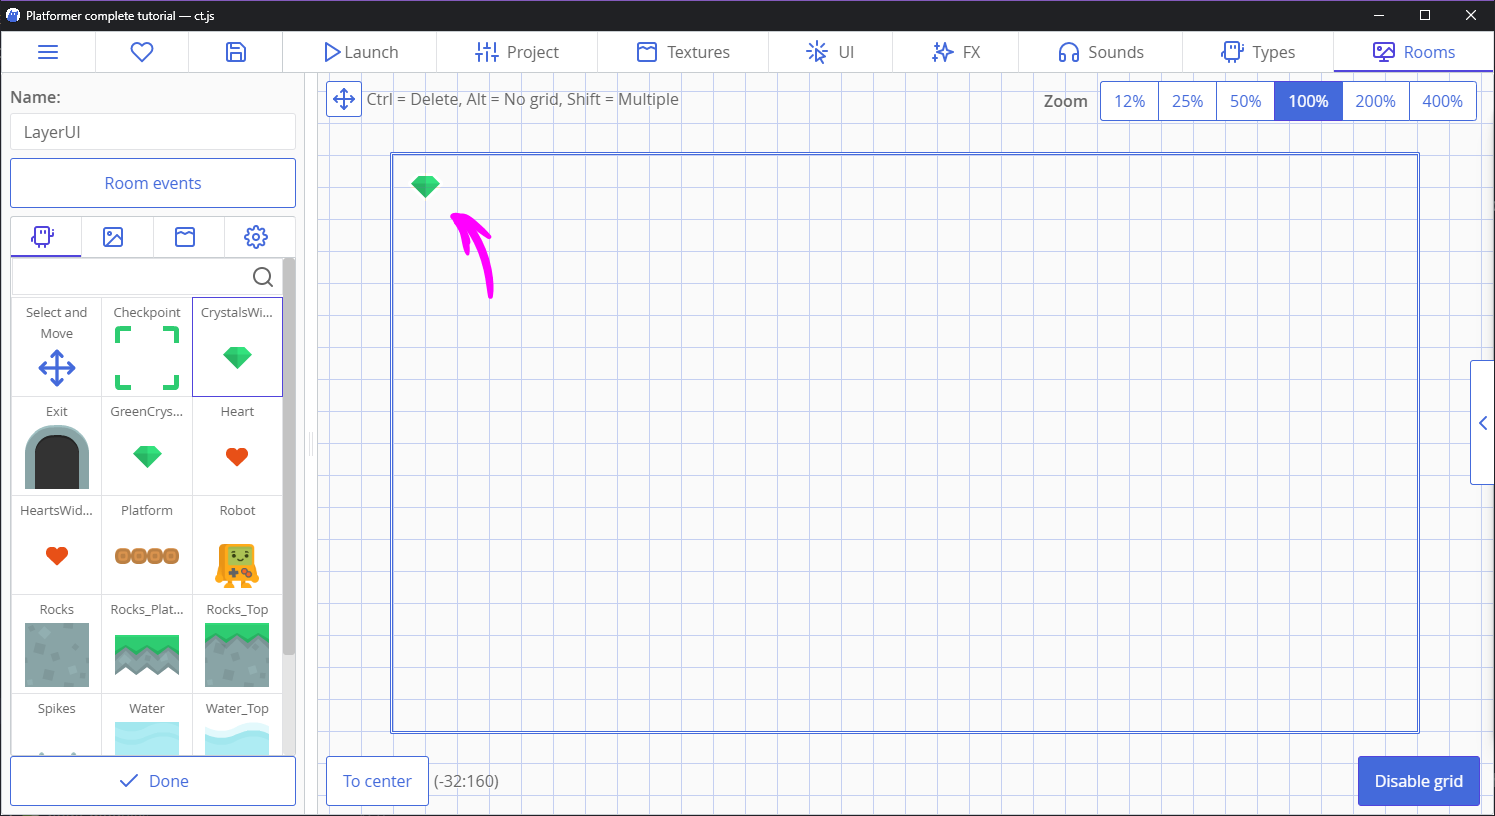 Platformer complete tutorial — ct.js
Launch
Project
Textures
UI
FX
Sounds
Types
Rooms
Name:
LayerUI
Room events
Select and
Move
Checkpoint
CrystalsWi...
Exit
GreenCrys...
Heart
HeartsWid...
Platform
Robot
Rocks
Rocks_Plat...
Rocks_Top
Spikes
Water
Water_Top
Done
Ctrl = Delete, Alt = No grid, Shift = Multiple
Zoom
12%
25%
50%
100%
200%
400%
To center
(-32:160)
Disable grid